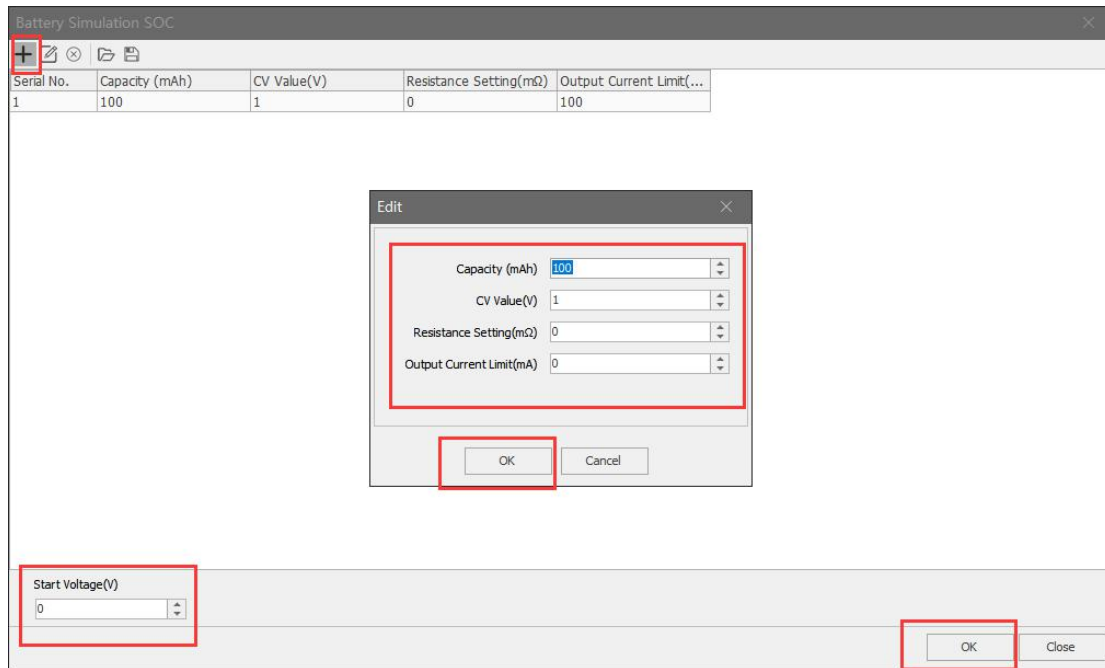 Battery Simulation SOC
Serial No. Capacity (mAh) CV Value(V) Resistance Setting(mΩ) Output Current Limit(...
1 100 1 0 100
Edit
Capacity (mAh) 100
CV Value(V) 1
Resistance Setting(mΩ) 0
Output Current Limit(mA) 0
OK Cancel
Start Voltage(V)
0
OK Close